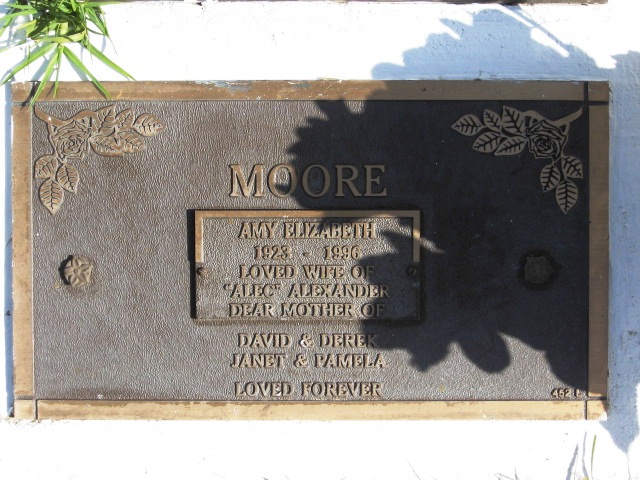 MOORE
AMY ELIZABETH
1923 - 1996
LOVED WIFE OF
"ALEC" ALEXANDER
DEAR MOTHER OF
DAVID & DEREK
JANET & PAMELA
LOVED FOREVER